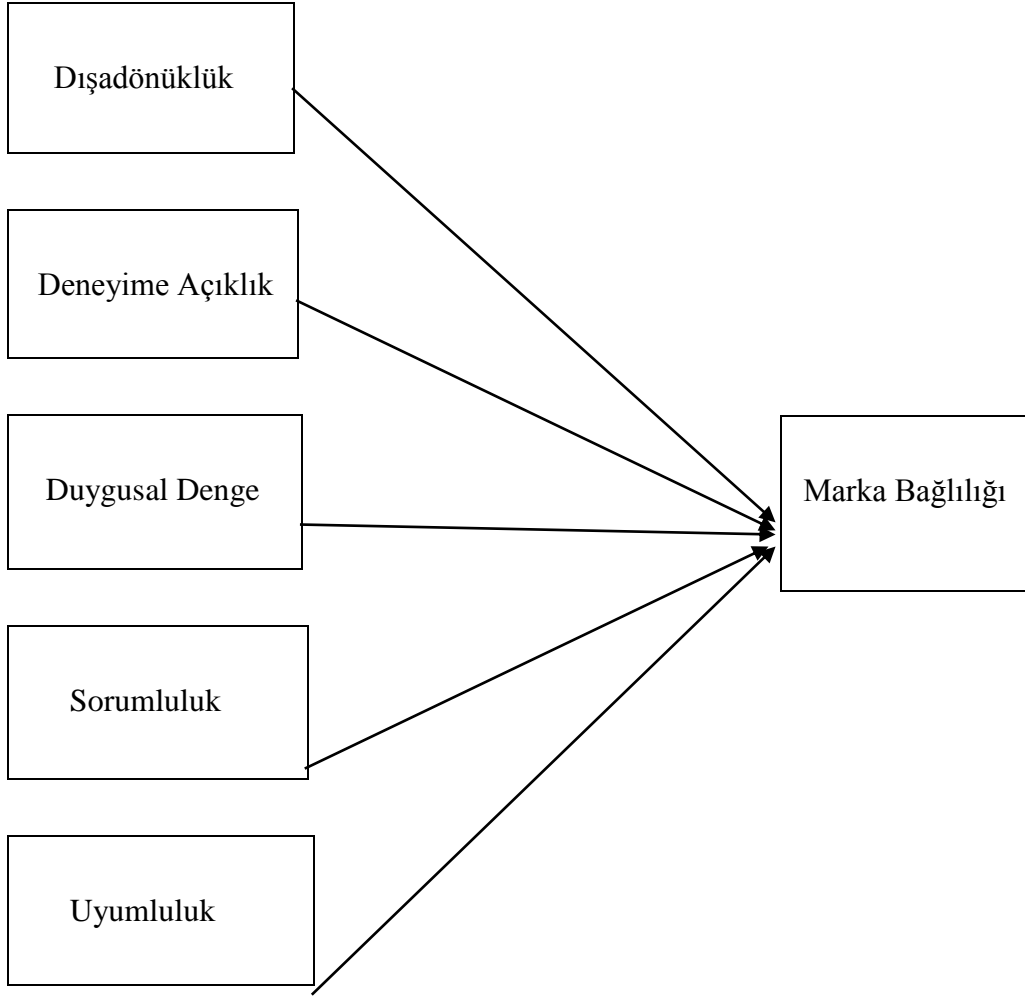 Dışadönüklük
Deneyime Açıklık
Duygusal Denge
Marka Bağlılığı
Sorumluluk
Uyumluluk